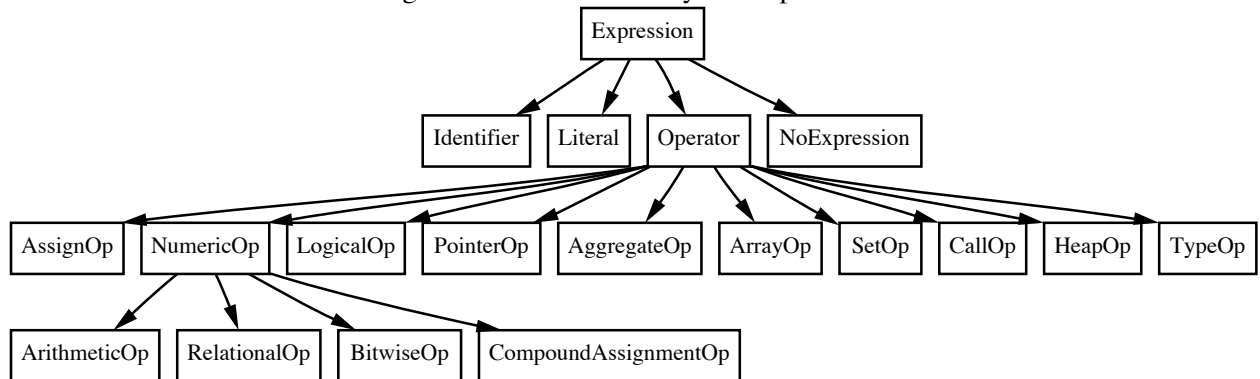 Expression
Identifier Literal Operator NoExpression
AssignOp NumericOp LogicalOp PointerOp AggregateOp ArrayOp SetOp CallOp HeapOp TypeOp
ArithmeticOp RelationalOp BitwiseOp CompoundAssignmentOp